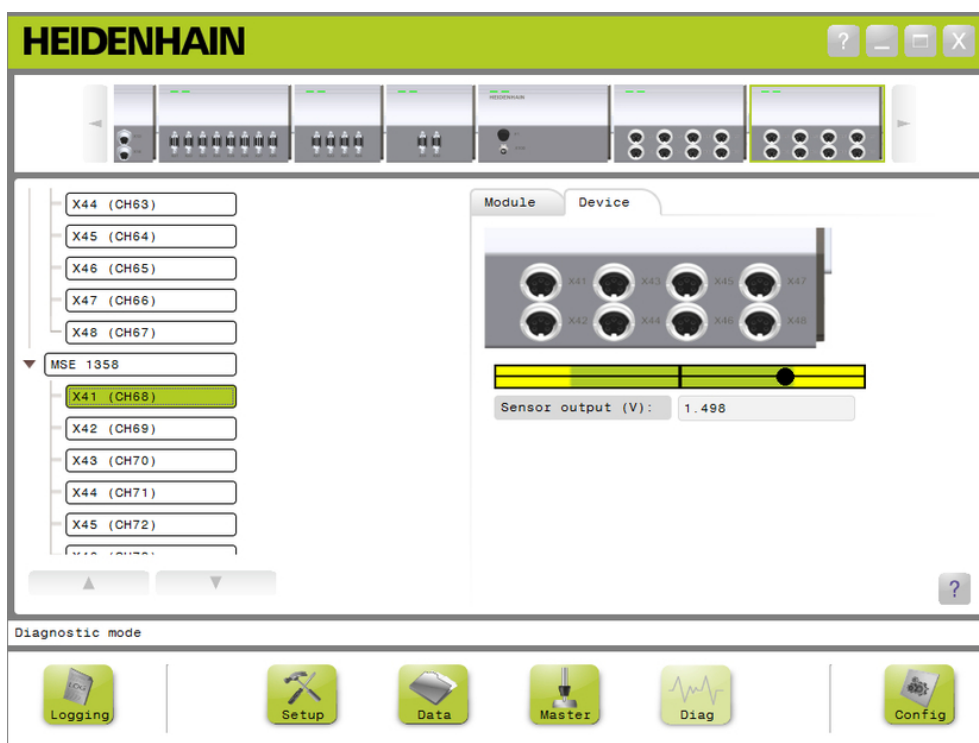 HEIDENHAIN
? _ X
HEIDENHAIN
X44 (CH63)
X45 (CH64)
X46 (CH65)
X47 (CH66)
X48 (CH67)
MSE 1358
X41 (CH68)
X42 (CH69)
X43 (CH70)
X44 (CH71)
X45 (CH72)
Module Device
X41 X43 X45 X47
X42 X44 X46 X48
Sensor output (V): 1.498
?
Diagnostic mode
LOG
Logging Setup Data Master Diag Config